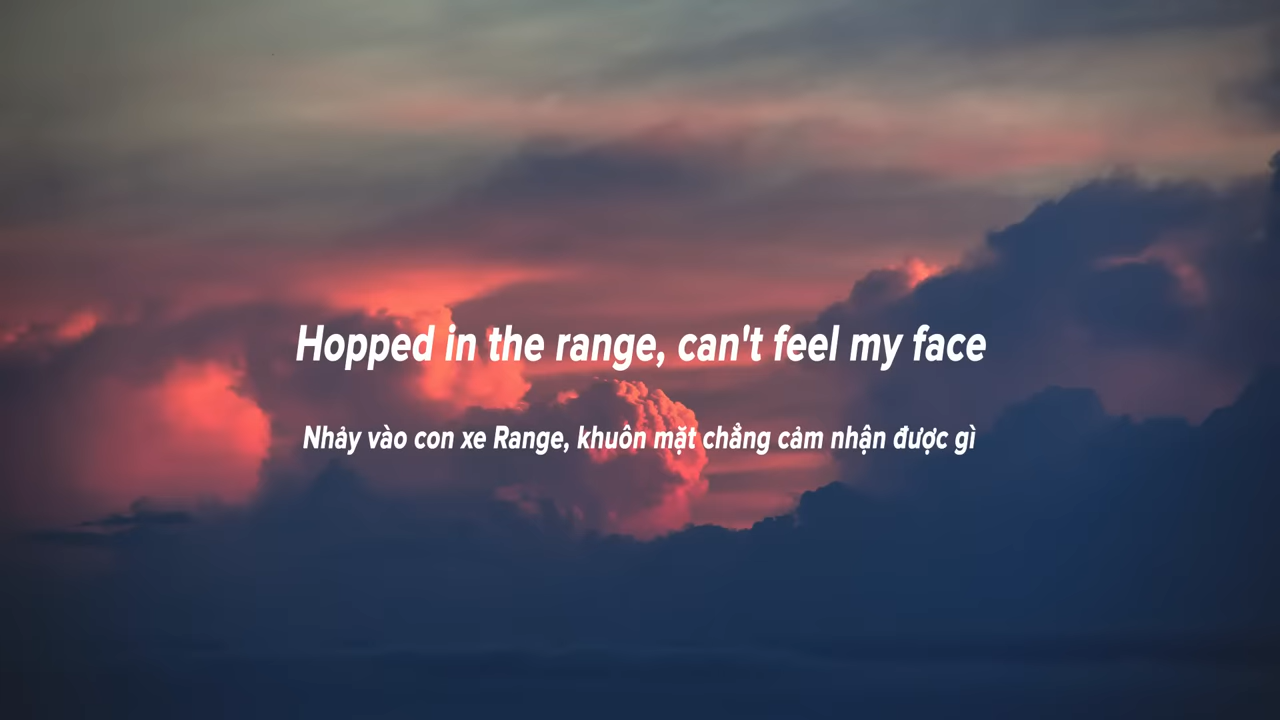 Hopped in the range, can't feel my face
Nhảy vào con xe Range, khuôn mặt chẳng cảm nhận được gì